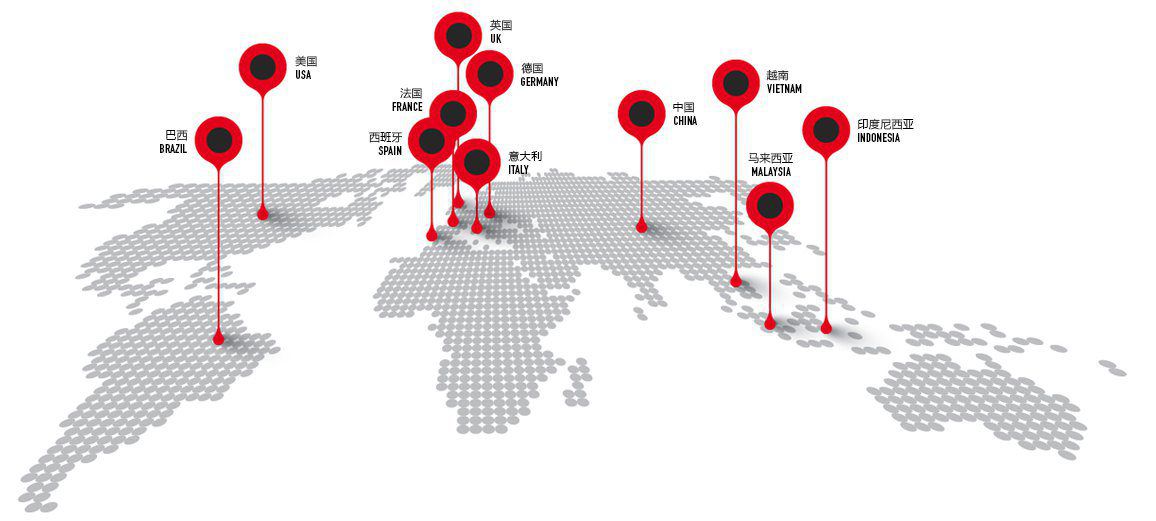 英国
UK
美国
USA
德国
GERMANY
法国
FRANCE
越南
VIETNAM
中国
CHINA
印度尼西亚
INDONESIA
巴西
BRAZIL
西班牙
SPAIN
意大利
ITALY
马来西亚
MALAYSIA